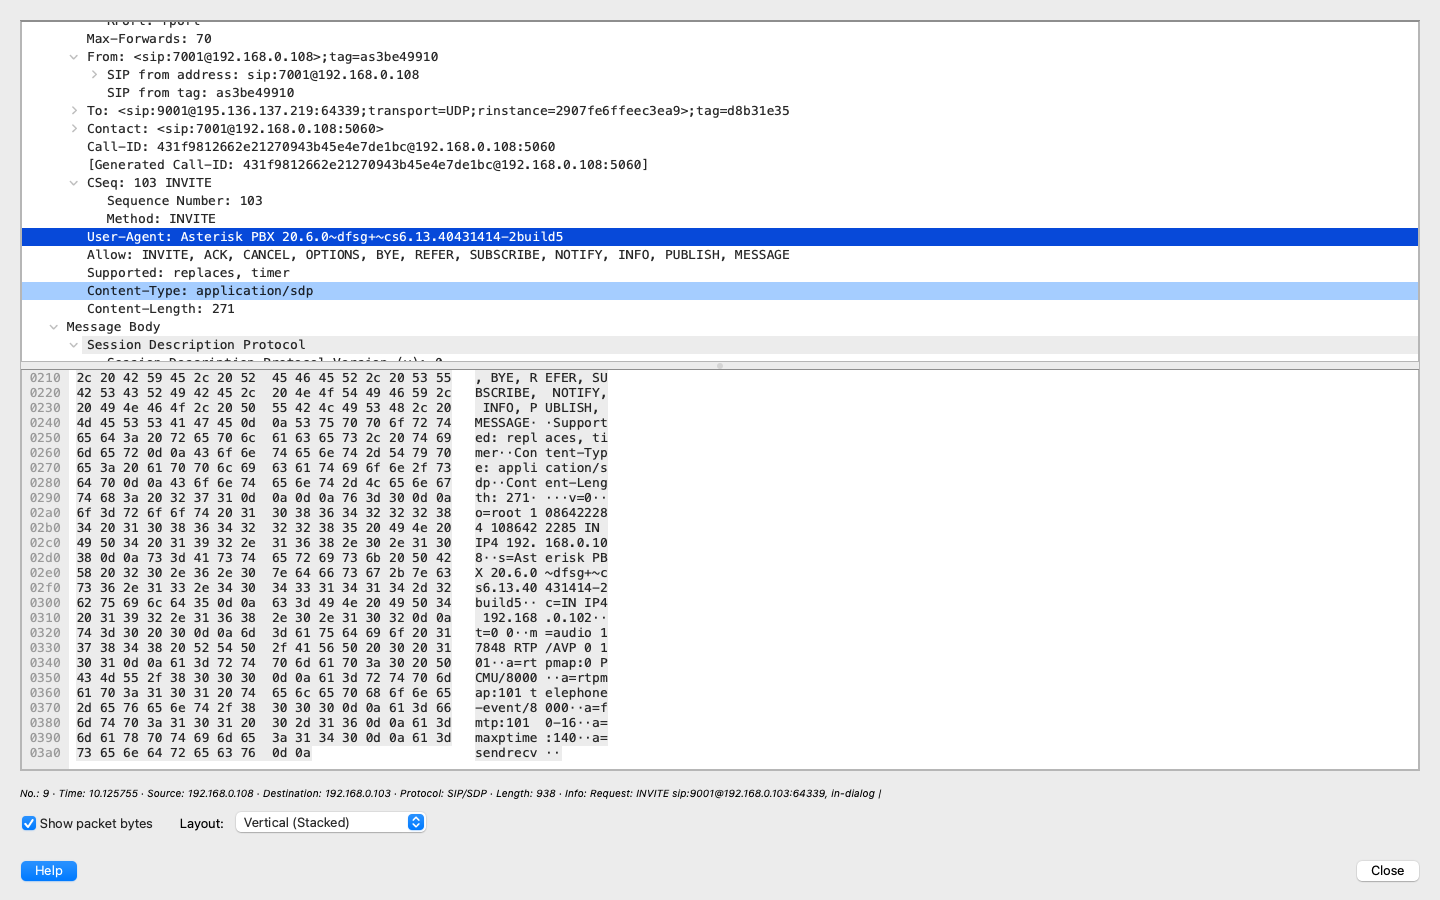 Max-Forwards: 70
From: <sip:7001@192.168.0.108>;tag=as3be49910
SIP from address: sip:7001@192.168.0.108
SIP from tag: as3be49910
To: <sip:9001@195.136.137.219:64339;transport=UDP;rinstance=2907fe6ffeec3ea9>;tag=d8b31e35
Contact: <sip:7001@192.168.0.108:5060>
Call-ID: 431f9812662e21270943b45e4e7de1bc@192.168.0.108:5060
[Generated Call-ID: 431f9812662e21270943b45e4e7de1bc@192.168.0.108:5060]
CSeq: 103 INVITE
Sequence Number: 103
Method: INVITE
User-Agent: Asterisk PBX 20.6.0~dfsg+~cs6.13.40431414-2build5
Allow: INVITE, ACK, CANCEL, OPTIONS, BYE, REFER, SUBSCRIBE, NOTIFY, INFO, PUBLISH, MESSAGE
Supported: replaces, timer
Content-Type: application/sdp
Content-Length: 271
Message Body
Session Description Protocol
Session Description Protocol Version (v): 0
0210 2c 20 42 59 45 2c 20 52 45 46 45 52 2c 20 53 55 , BYE, R EFER, SU
0220 42 53 43 52 49 42 45 2c 20 4e 4f 54 49 46 59 2c BSCRIBE, NOTIFY,
0230 20 49 4e 46 4f 2c 20 50 55 42 4c 49 53 48 2c 20 INFO, P UBLISH,
0240 4d 45 53 53 41 47 45 0d 0a 53 75 70 70 6f 72 74 MESSAGE· ·Support
0250 65 64 3a 20 72 65 70 6c 61 63 65 73 2c 20 74 69 ed: repl aces, ti
0260 6d 65 72 0d 0a 43 6f 6e 74 65 6e 74 2d 54 79 70 mer··Con tent-Typ
0270 65 3a 20 61 70 70 6c 69 63 61 74 69 6f 6e 2f 73 e: appli cation/s
0280 64 70 0d 0a 43 6f 6e 74 65 6e 74 2d 4c 65 6e 67 dp··Cont ent-Leng
0290 74 68 3a 20 32 37 31 0d 0a 0d 0a 76 3d 30 0d 0a th: 271· ···v=0··
02a0 6f 3d 72 6f 6f 74 20 31 30 38 36 34 32 32 32 38 o=root 1 08642228
02b0 34 20 31 30 38 36 34 32 32 32 38 35 20 49 4e 20 4 108642 2285 IN
02c0 49 50 34 20 31 39 32 2e 31 36 38 2e 30 2e 31 30 IP4 192. 168.0.10
02d0 38 0d 0a 73 3d 41 73 74 65 72 69 73 6b 20 50 42 8··s=Ast erisk PB
02e0 58 20 32 30 2e 36 2e 30 7e 64 66 73 67 2b 7e 63 X 20.6.0 ~dfsg+~c
02f0 73 36 2e 31 33 2e 34 30 34 33 31 34 31 34 2d 32 s6.13.40 431414-2
0300 62 75 69 6c 64 35 0d 0a 63 3d 49 4e 20 49 50 34 build5·· c=IN IP4
0310 20 31 39 32 2e 31 36 38 2e 30 2e 31 30 32 0d 0a 192.168 .0.102··
0320 74 3d 30 20 30 0d 0a 6d 3d 61 75 64 69 6f 20 31 t=0 0··m =audio 1
0330 37 38 34 38 20 52 54 50 2f 41 56 50 20 30 20 31 7848 RTP /AVP 0 1
0340 30 31 0d 0a 61 3d 72 74 70 6d 61 70 3a 30 20 50 01··a=rt pmap:0 P
0350 43 4d 55 2f 38 30 30 30 0d 0a 61 3d 72 74 70 6d CMU/8000 ··a=rtpm
0360 61 70 3a 31 30 31 20 74 65 6c 65 70 68 6f 6e 65 ap:101 t elephone
0370 2d 65 76 65 6e 74 2f 38 30 30 30 0d 0a 61 3d 66 -event/8 000··a=f
0380 6d 74 70 3a 31 30 31 20 30 2d 31 36 0d 0a 61 3d mtp:101 0-16··a=
0390 6d 61 78 70 74 69 6d 65 3a 31 34 30 0d 0a 61 3d maxptime :140··a=
03a0 73 65 6e 64 72 65 63 76 0d 0a sendrecv ··
No.: 9 · Time: 10.125755 · Source: 192.168.0.108 · Destination: 192.168.0.103 · Protocol: SIP/SDP · Length: 938 · Info: Request: INVITE sip:9001@192.168.0.103:64339, in-dialog |
Show packet bytes Layout: Vertical (Stacked)
Help Close